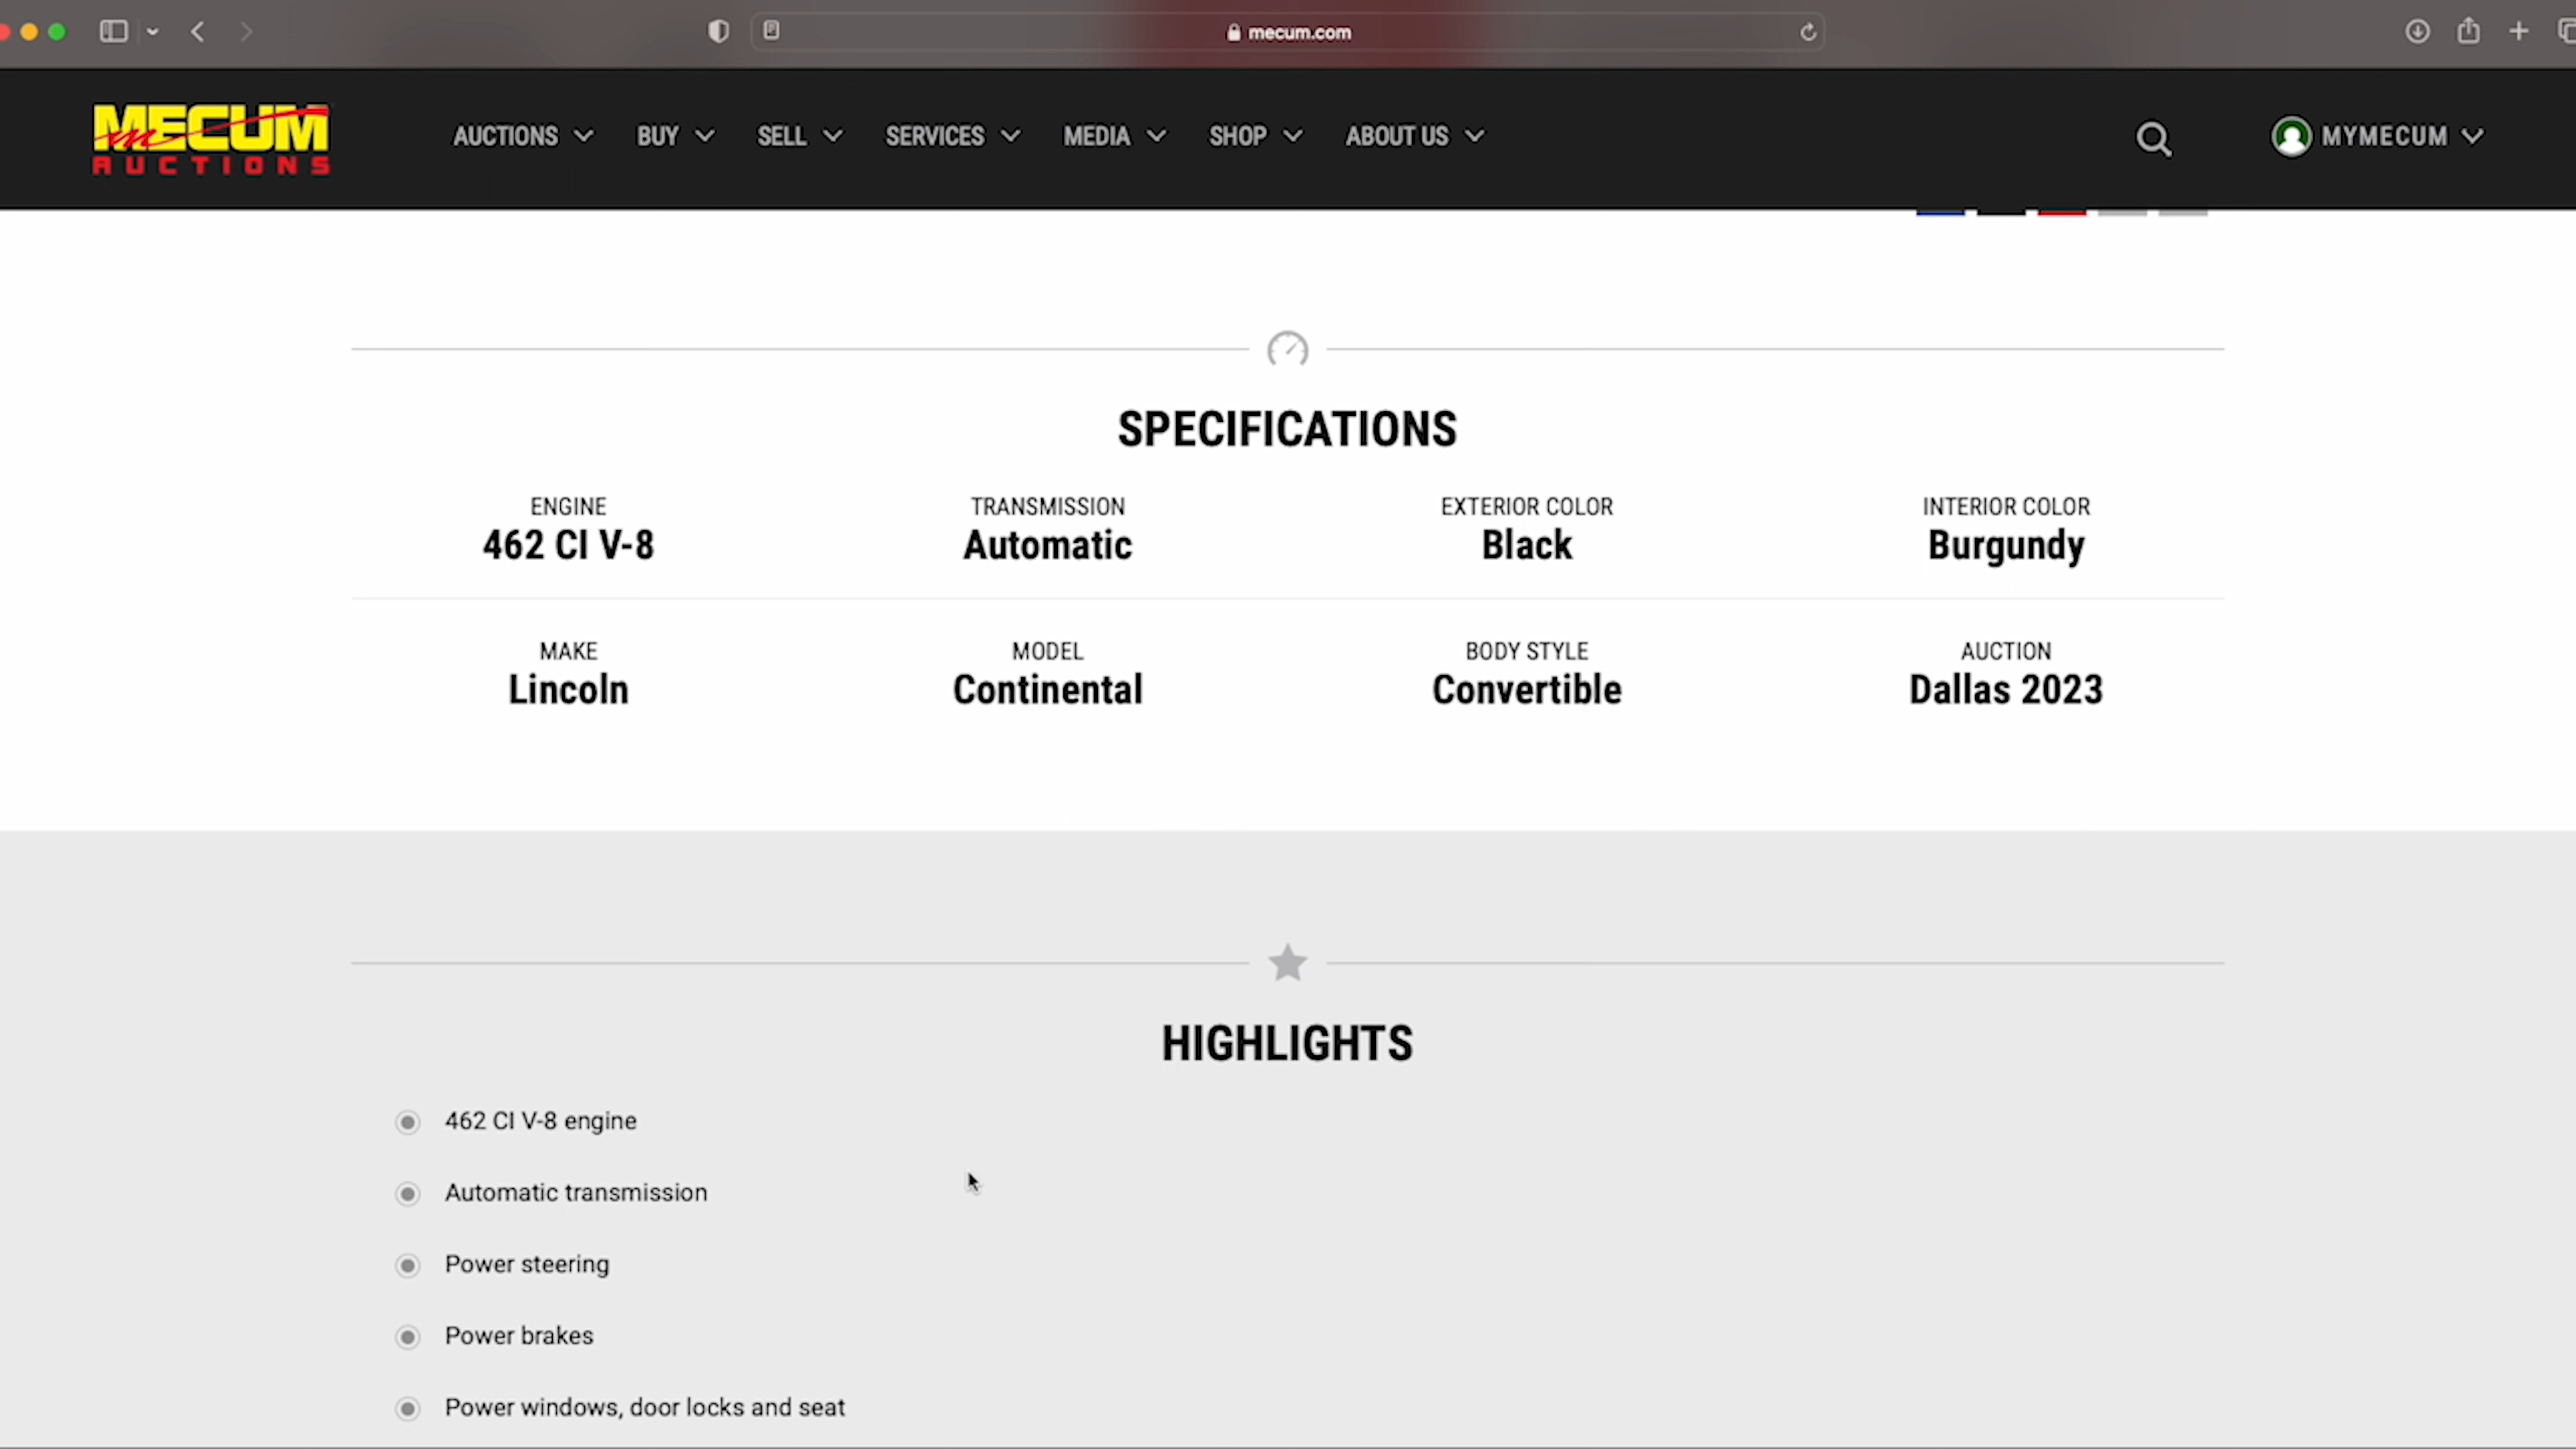 mecum.com
MECUM
AUCTIONS
AUCTIONS BUY SELL SERVICES MEDIA SHOP ABOUT US MYMECUM
SPECIFICATIONS
ENGINE TRANSMISSION EXTERIOR COLOR INTERIOR COLOR
462 CI V-8 Automatic Black Burgundy
MAKE MODEL BODY STYLE AUCTION
Lincoln Continental Convertible Dallas 2023
HIGHLIGHTS
462 CI V-8 engine
Automatic transmission
Power steering
Power brakes
Power windows, door locks and seat